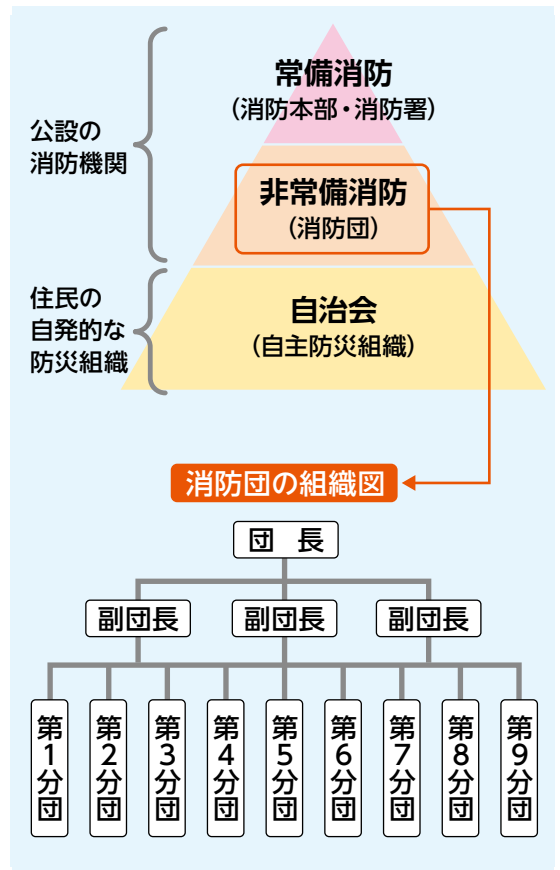 常備消防
（消防本部・消防署）
公設の
消防機関
非常備消防
（消防団）
住民の
自発的な
防災組織
自治会
（自主防災組織）
消防団の組織図
団　長
副団長
副団長
副団長
第1分団
第2分団
第3分団
第4分団
第5分団
第6分団
第7分団
第8分団
第9分団